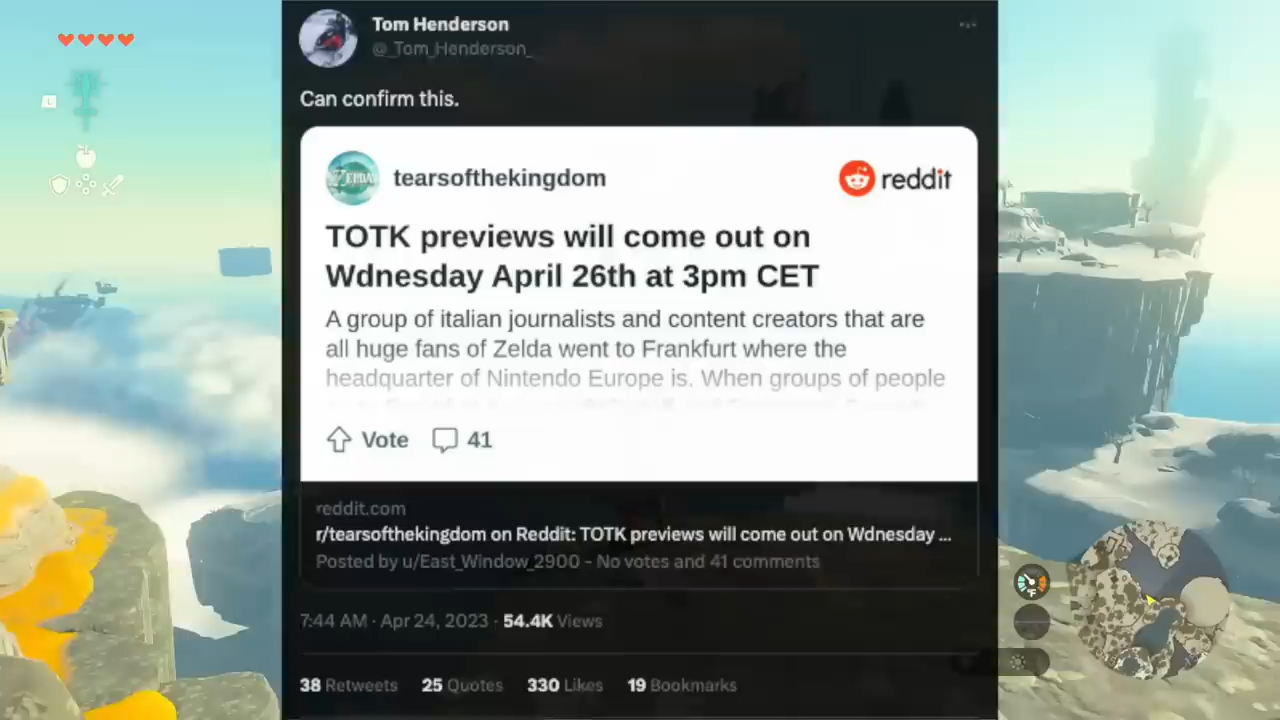 Tom Henderson
@_Tom_Henderson_
Can confirm this.
tearsofthekingdom
reddit
TOTK previews will come out on
Wdnesday April 26th at 3pm CET
A group of italian journalists and content creators that are
all huge fans of Zelda went to Frankfurt where the
headquarter of Nintendo Europe is. When groups of people
Vote 41
reddit.com
r/tearsofthekingdom on Reddit: TOTK previews will come out on Wdnesday ...
Posted by u/East_Window_2900 - No votes and 41 comments
7:44 AM · Apr 24, 2023 · 54.4K Views
38 Retweets 25 Quotes 330 Likes 19 Bookmarks
L
ZELDA
°F